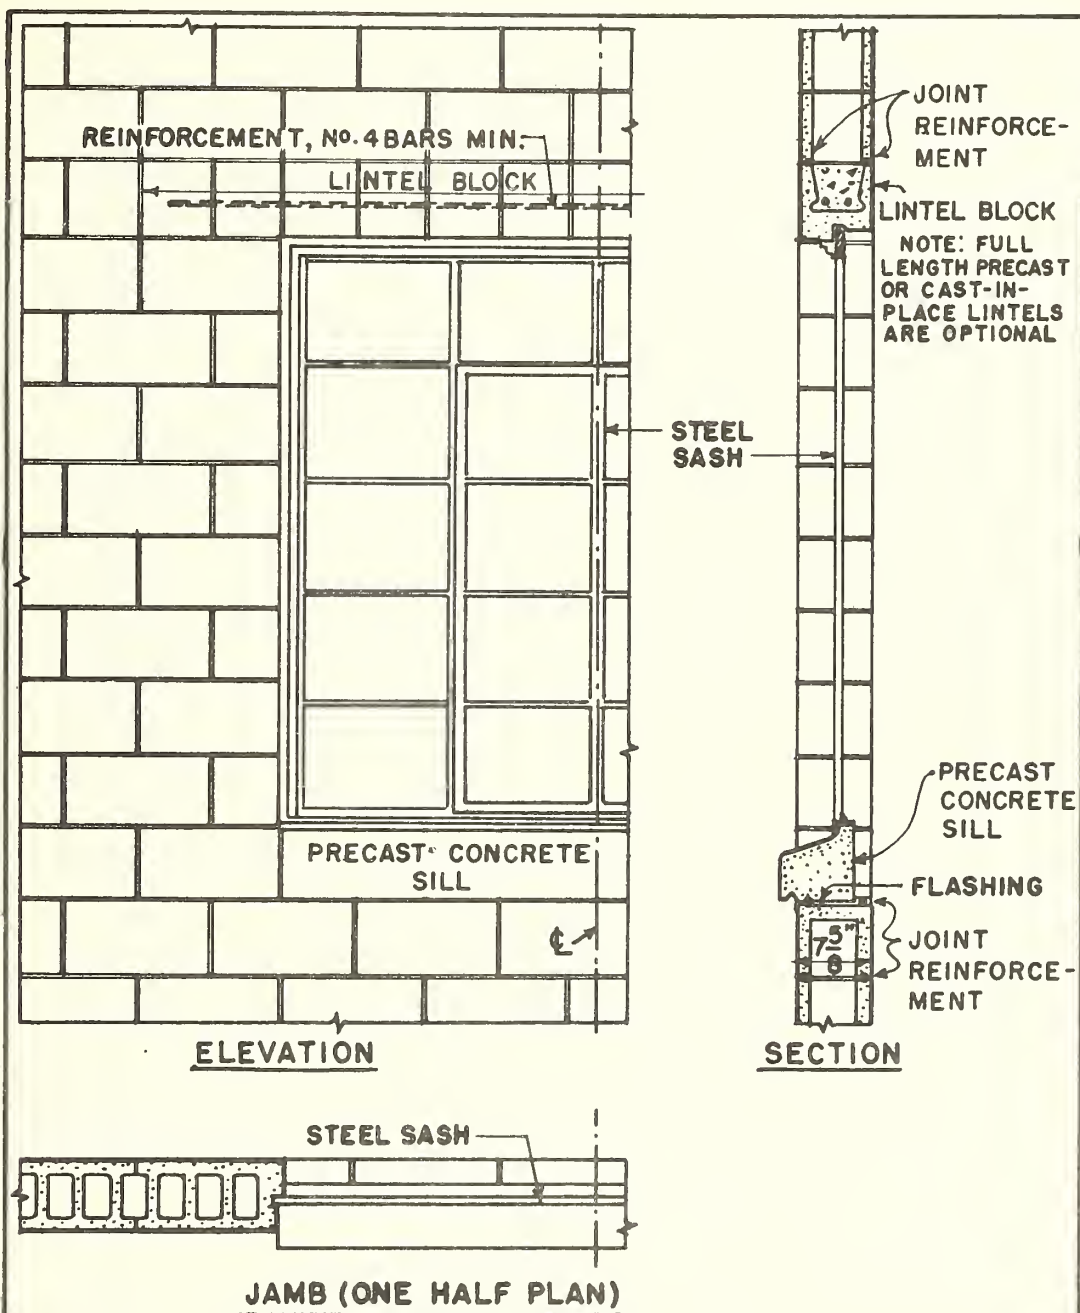 REINFORCEMENT, No. 4 BARS MIN.
LINTEL BLOCK
JOINT
REINFORCE-
MENT
LINTEL BLOCK
NOTE: FULL
LENGTH PRECAST
OR CAST-IN-
PLACE LINTELS
ARE OPTIONAL
STEEL
SASH
PRECAST
CONCRETE
SILL
PRECAST CONCRETE
SILL
FLASHING
℄
7 5/8"
JOINT
REINFORCE-
MENT
ELEVATION
SECTION
STEEL SASH
JAMB (ONE HALF PLAN)